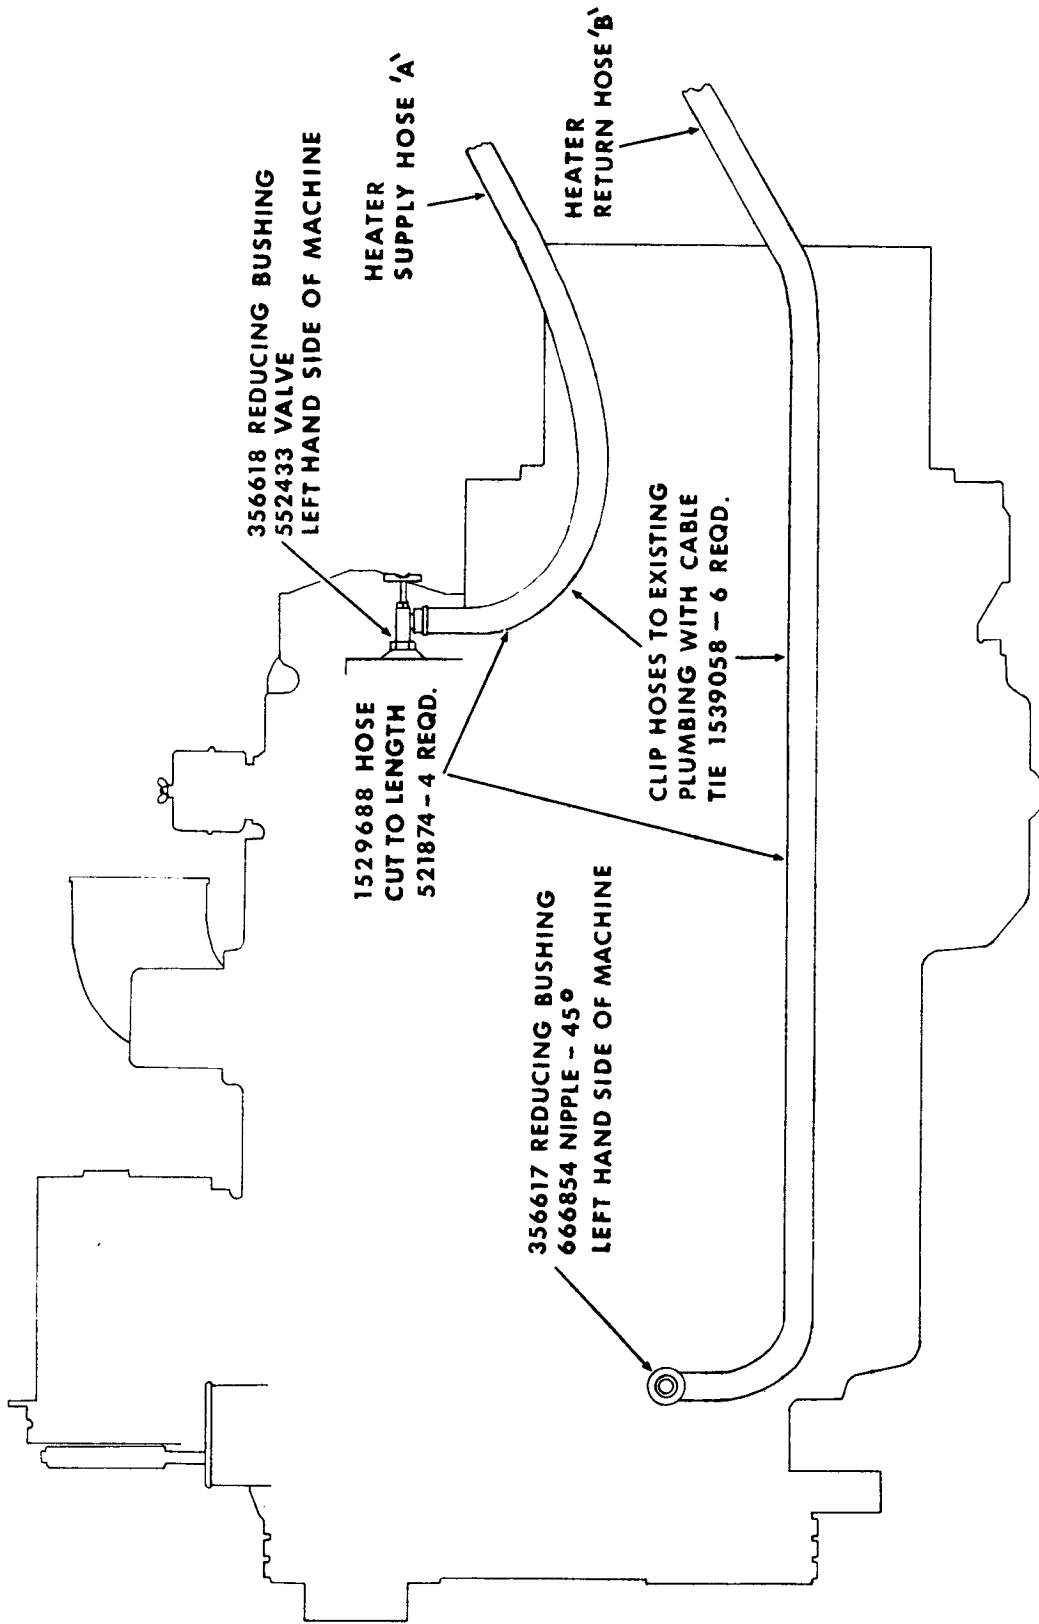 356618 REDUCING BUSHING
552433 VALVE
LEFT HAND SIDE OF MACHINE
HEATER
SUPPLY HOSE 'A'
HEATER
RETURN HOSE 'B'
1529688 HOSE
CUT TO LENGTH
521874-4 REQD.
CLIP HOSES TO EXISTING
PLUMBING WITH CABLE
TIE 1539058 – 6 REQD.
356617 REDUCING BUSHING
666854 NIPPLE – 45°
LEFT HAND SIDE OF MACHINE